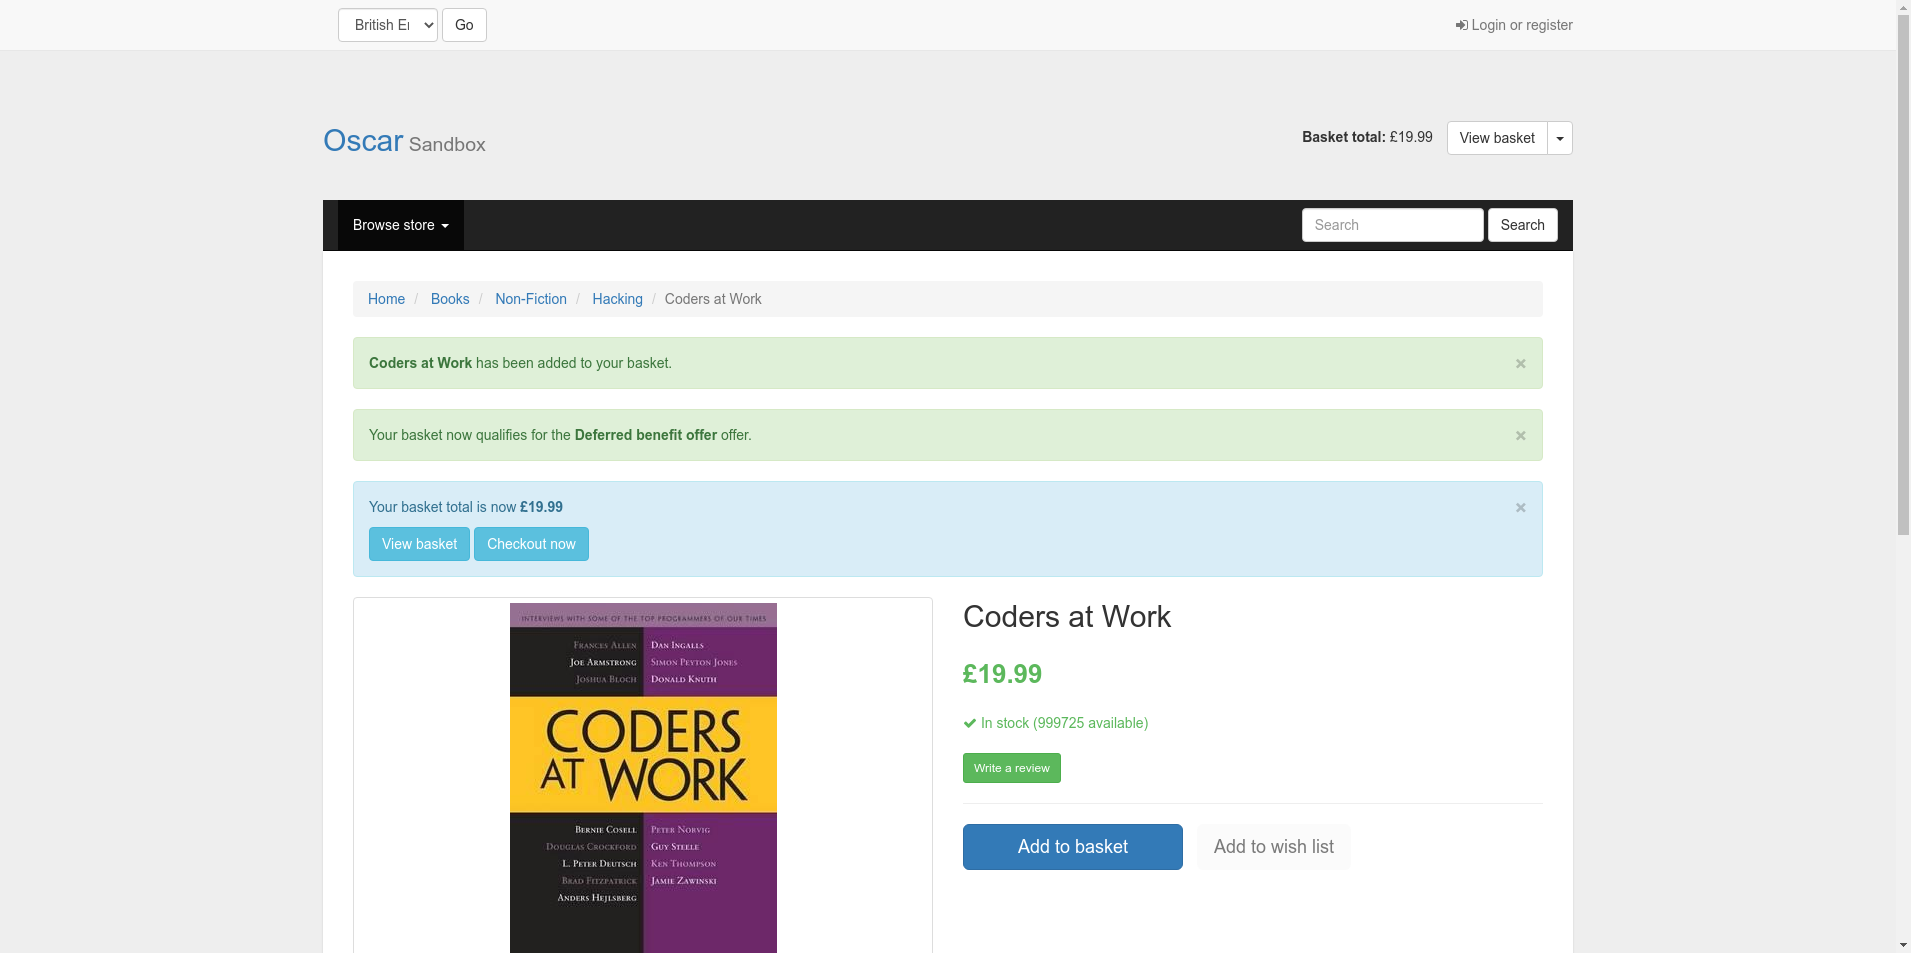 British Er
Go
Login or register
Oscar Sandbox
Basket total: £19.99
View basket
Browse store
Search
Search
Home / Books / Non-Fiction / Hacking / Coders at Work
Coders at Work has been added to your basket.
×
Your basket now qualifies for the Deferred benefit offer offer.
×
Your basket total is now £19.99
×
View basket
Checkout now
INTERVIEWS WITH SOME OF THE TOP PROGRAMMERS OF OUR TIMES
FRANCES ALLEN
JOE ARMSTRONG
JOSHUA BLOCH
DAN INGALLS
SIMON PEYTON JONES
DONALD KNUTH
CODERS
AT WORK
BERNIE COSELL
DOUGLAS CROCKFORD
L. PETER DEUTSCH
BRAD FITZPATRICK
ANDERS HEJLSBERG
PETER NORVIG
GUY STEELE
KEN THOMPSON
JAMIE ZAWINSKI
Coders at Work
£19.99
In stock (999725 available)
Write a review
Add to basket
Add to wish list